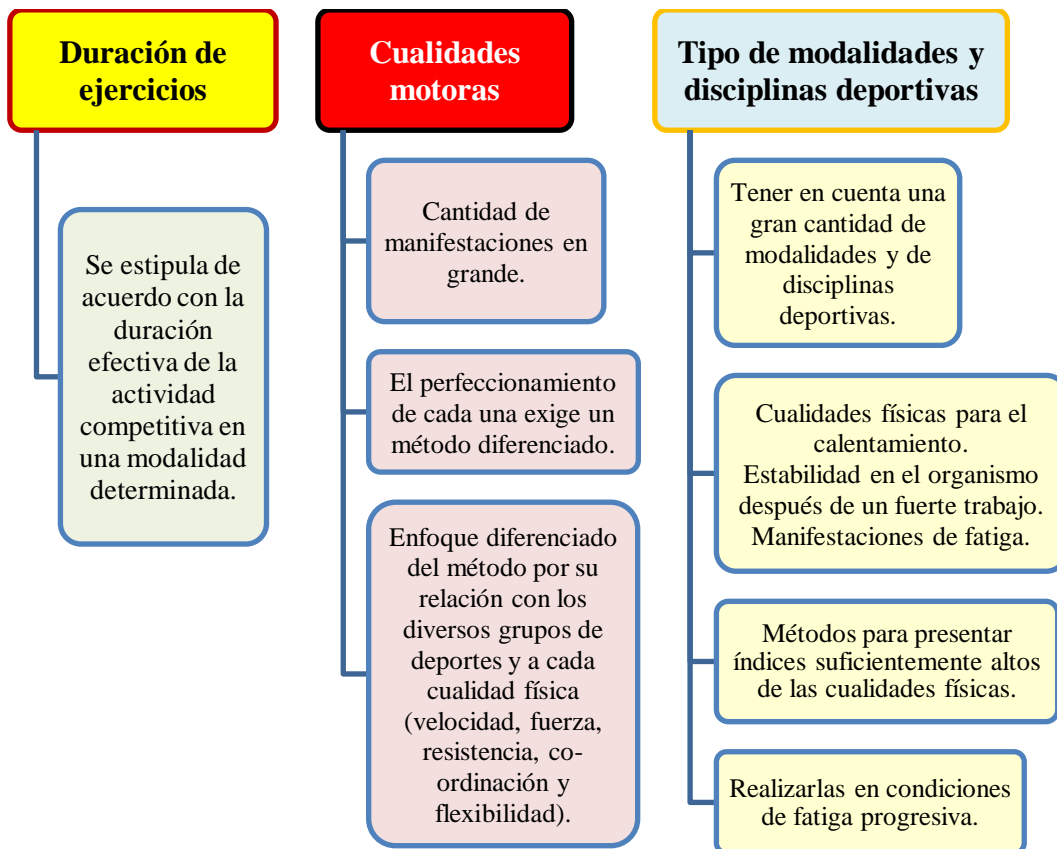 Duración de
ejercicios
Se estipula de
acuerdo con la
duración
efectiva de la
actividad
competitiva en
una modalidad
determinada.
Cualidades
motoras
Cantidad de
manifestaciones en
grande.
El perfeccionamiento
de cada una exige un
método diferenciado.
Enfoque diferenciado
del método por su
relación con los
diversos grupos de
deportes y a cada
cualidad física
(velocidad, fuerza,
resistencia, co-
ordinación y
flexibilidad).
Tipo de modalidades y
disciplinas deportivas
Tener en cuenta una
gran cantidad de
modalidades y de
disciplinas
deportivas.
Cualidades físicas para el
calentamiento.
Estabilidad en el organismo
después de un fuerte trabajo.
Manifestaciones de fatiga.
Métodos para presentar
índices suficientemente altos
de las cualidades físicas.
Realizarlas en condiciones
de fatiga progresiva.